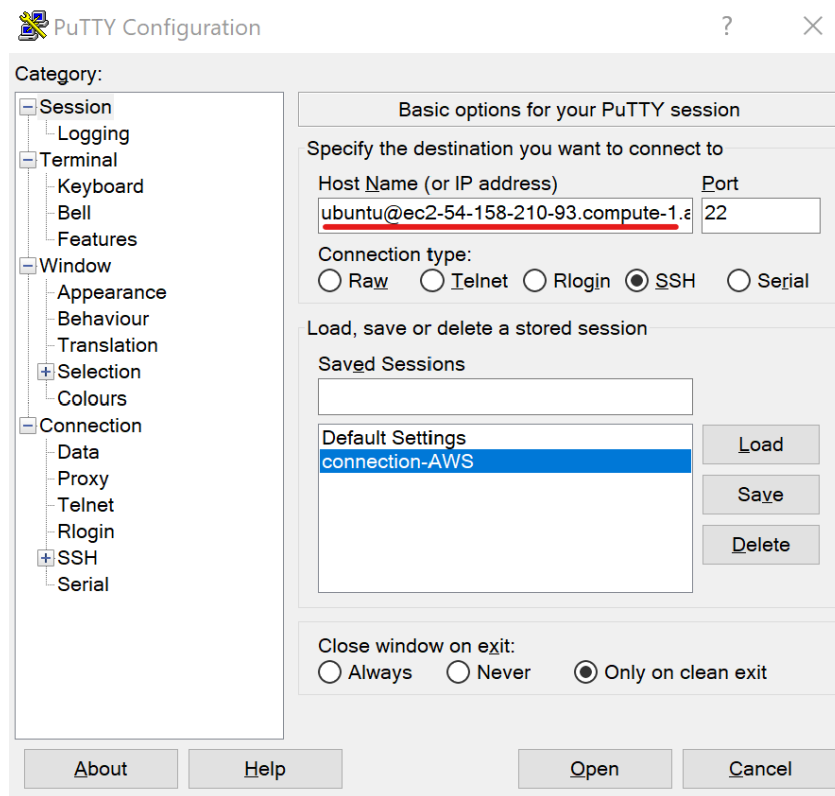 PuTTY Configuration
?
Category:
Session
Logging
Terminal
Keyboard
Bell
Features
Window
Appearance
Behaviour
Translation
Selection
Colours
Connection
Data
Proxy
Telnet
Rlogin
SSH
Serial
Basic options for your PuTTY session
Specify the destination you want to connect to
Host Name (or IP address) Port
ubuntu@ec2-54-158-210-93.compute-1.a 22
Connection type:
Raw Telnet Rlogin SSH Serial
Load, save or delete a stored session
Saved Sessions
Default Settings
connection-AWS
Load
Save
Delete
Close window on exit:
Always Never Only on clean exit
About Help Open Cancel